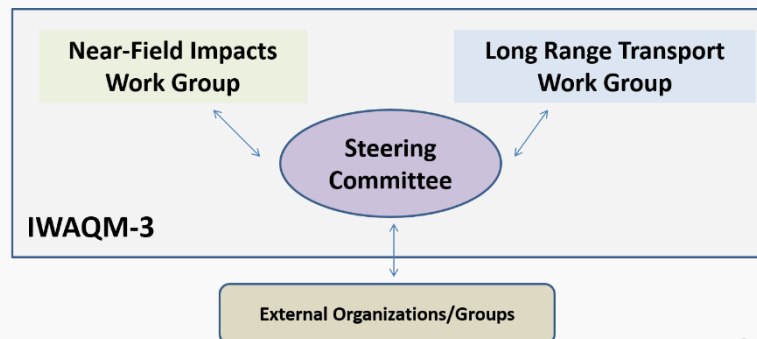 Near-Field Impacts
Work Group
Long Range Transport
Work Group
Steering
Committee
IWAQM-3
External Organizations/Groups